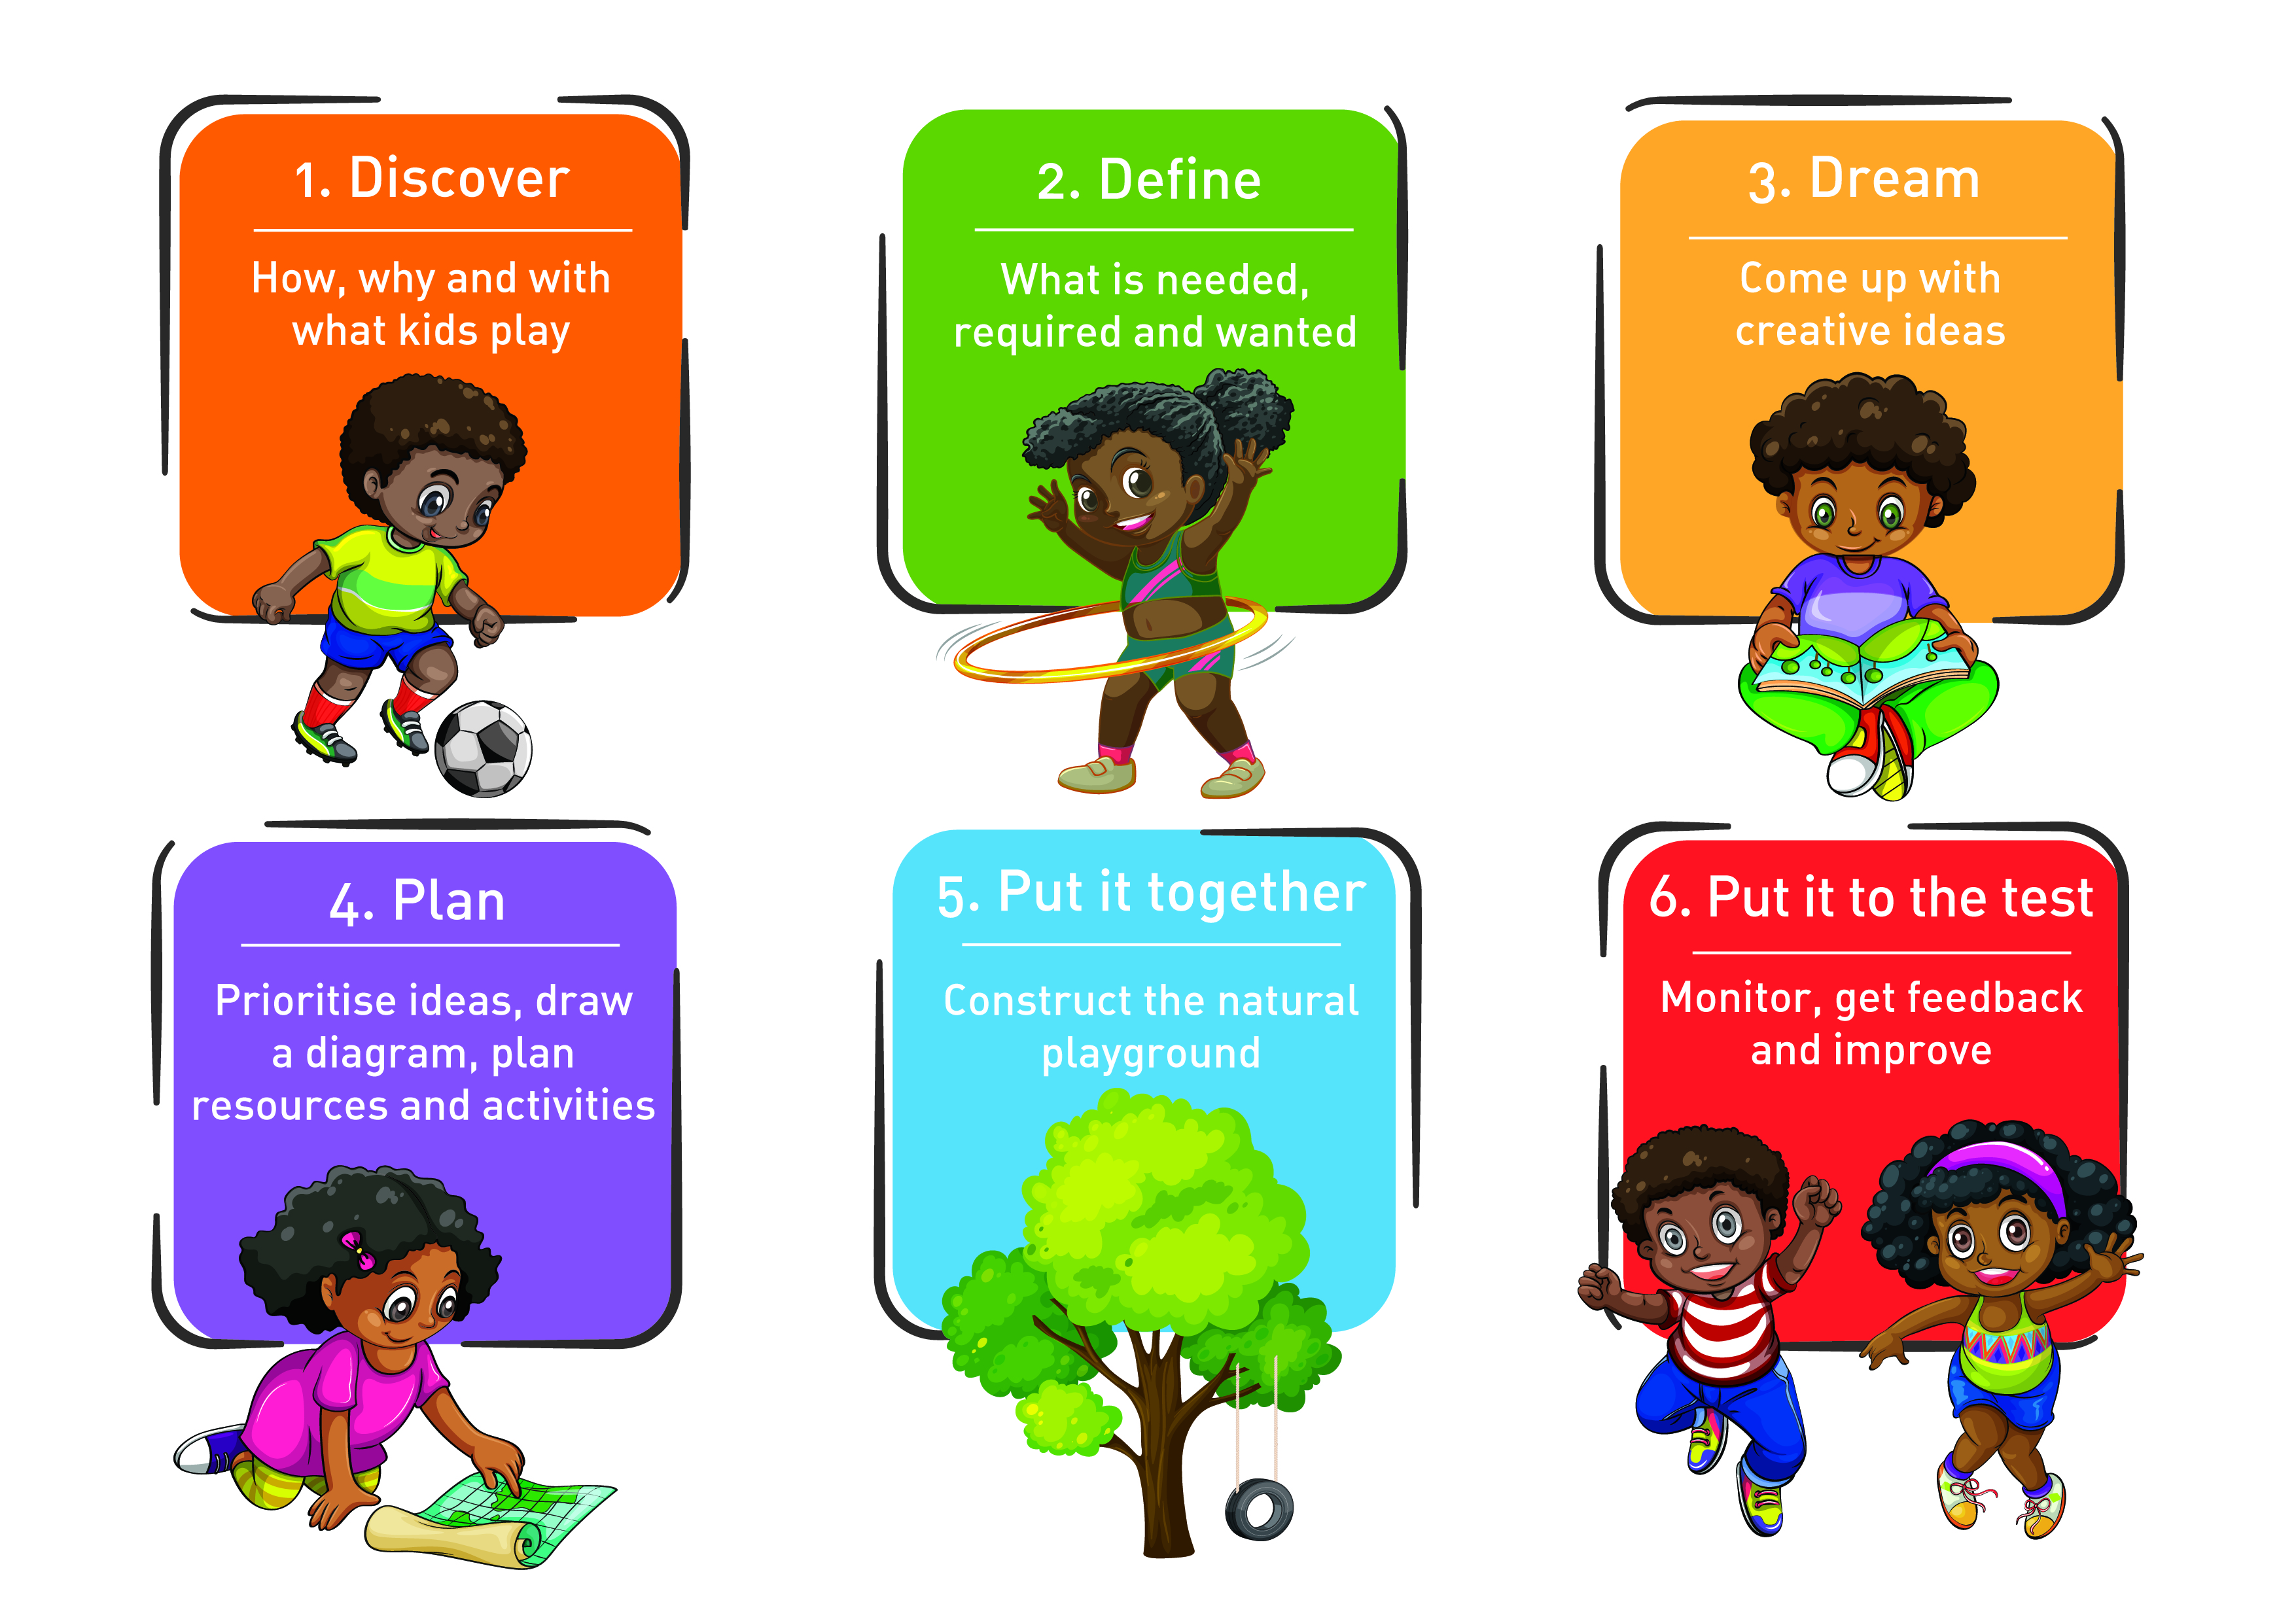 1. Discover
How, why and with
what kids play
2. Define
What is needed,
required and wanted
3. Dream
Come up with
creative ideas
4. Plan
Prioritise ideas, draw
a diagram, plan
resources and activities
5. Put it together
Construct the natural
playground
6. Put it to the test
Monitor, get feedback
and improve